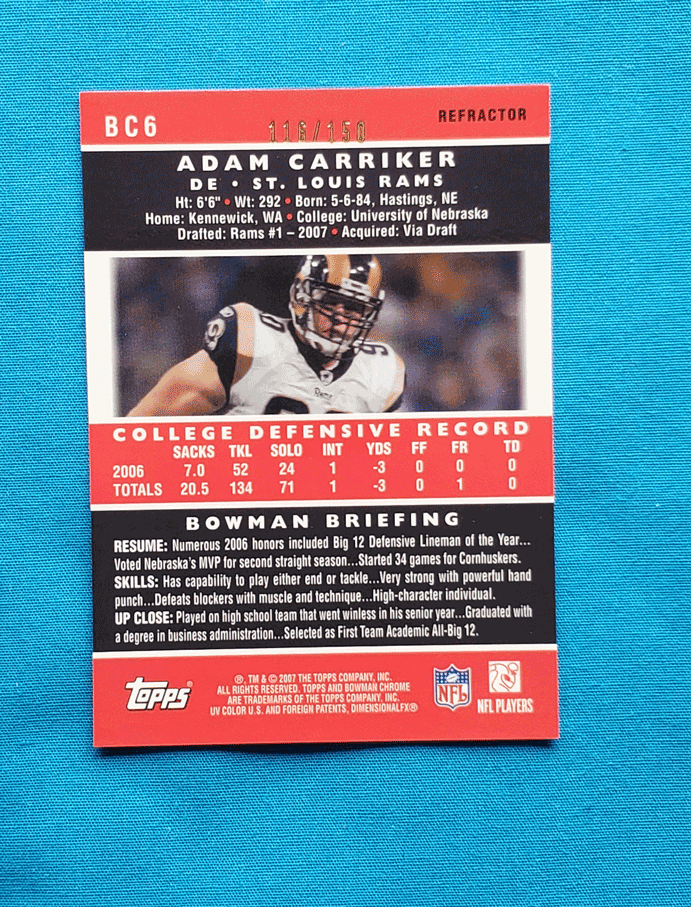 BC6
116/150
REFRACTOR
ADAM CARRIKER
DE • ST. LOUIS RAMS
Ht: 6'6" • Wt: 292 • Born: 5-6-84, Hastings, NE
Home: Kennewick, WA • College: University of Nebraska
Drafted: Rams #1 – 2007 • Acquired: Via Draft
90
90
Rams
COLLEGE DEFENSIVE RECORD
SACKS TKL SOLO INT YDS FF FR TD
2006 7.0 52 24 1 -3 0 0 0
TOTALS 20.5 134 71 1 -3 0 1 0
BOWMAN BRIEFING
RESUME: Numerous 2006 honors included Big 12 Defensive Lineman of the Year...
Voted Nebraska's MVP for second straight season...Started 34 games for Cornhuskers.
SKILLS: Has capability to play either end or tackle...Very strong with powerful hand
punch...Defeats blockers with muscle and technique...High-character individual.
UP CLOSE: Played on high school team that went winless in his senior year...Graduated with
a degree in business administration...Selected as First Team Academic All-Big 12.
topps®
®, TM & © 2007 THE TOPPS COMPANY, INC.
ALL RIGHTS RESERVED. TOPPS AND BOWMAN CHROME
ARE TRADEMARKS OF THE TOPPS COMPANY, INC.
UV COLOR U.S. AND FOREIGN PATENTS, DIMENSIONALFX®
NFL
NFL PLAYERS